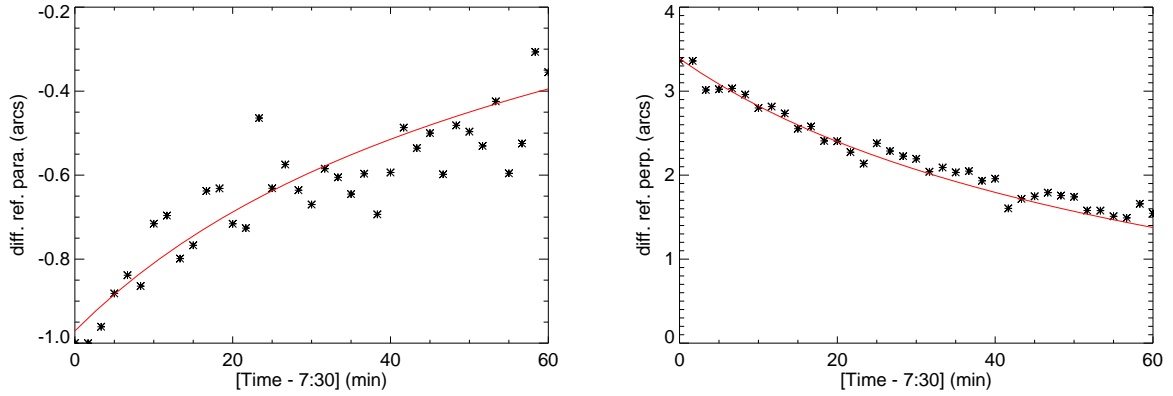 -0.2
-0.4
-0.6
-0.8
-1.0
diff. ref. para. (arcs)
0 20 40 60
[Time - 7:30] (min)
4
3
2
1
0
diff. ref. perp. (arcs)
0 20 40 60
[Time - 7:30] (min)